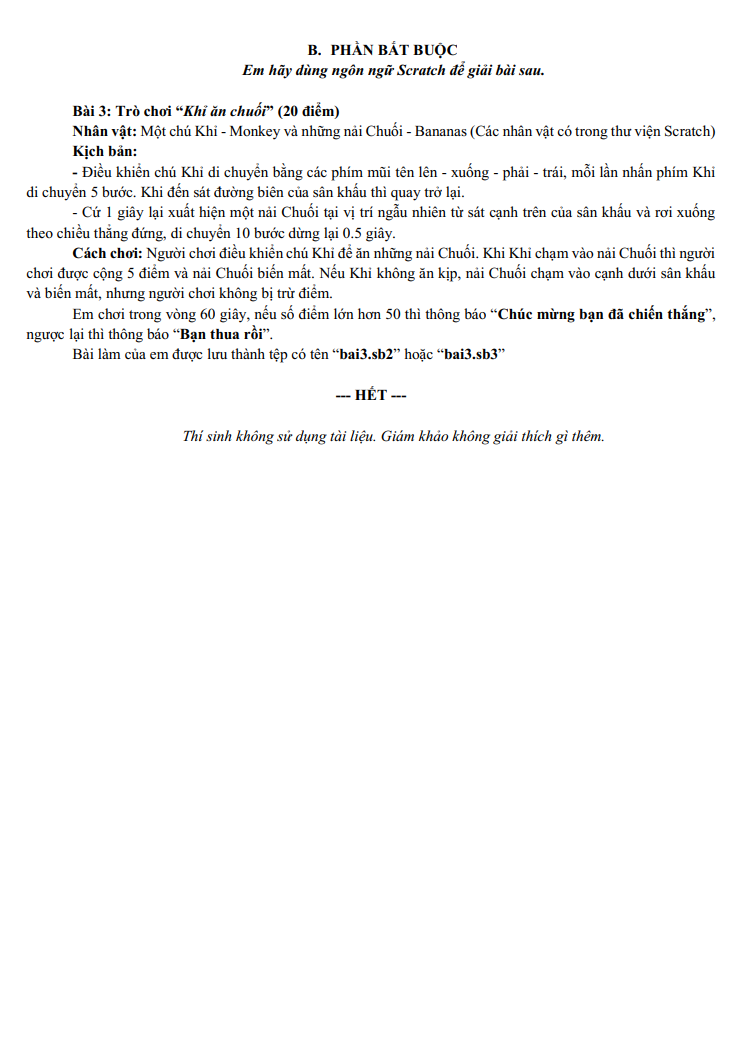 B. PHẦN BẮT BUỘC
Em hãy dùng ngôn ngữ Scratch để giải bài sau.
Bài 3: Trò chơi “Khỉ ăn chuối” (20 điểm)
Nhân vật: Một chú Khỉ - Monkey và những nải Chuối - Bananas (Các nhân vật có trong thư viện Scratch)
Kịch bản:
- Điều khiển chú Khỉ di chuyển bằng các phím mũi tên lên - xuống - phải - trái, mỗi lần nhấn phím Khỉ
di chuyển 5 bước. Khi đến sát đường biên của sân khấu thì quay trở lại.
- Cứ 1 giây lại xuất hiện một nải Chuối tại vị trí ngẫu nhiên từ sát cạnh trên của sân khấu và rơi xuống
theo chiều thẳng đứng, di chuyển 10 bước dừng lại 0.5 giây.
Cách chơi: Người chơi điều khiển chú Khỉ để ăn những nải Chuối. Khi Khỉ chạm vào nải Chuối thì người
chơi được cộng 5 điểm và nải Chuối biến mất. Nếu Khỉ không ăn kịp, nải Chuối chạm vào cạnh dưới sân khấu
và biến mất, nhưng người chơi không bị trừ điểm.
Em chơi trong vòng 60 giây, nếu số điểm lớn hơn 50 thì thông báo “Chúc mừng bạn đã chiến thắng”,
ngược lại thì thông báo “Bạn thua rồi”.
Bài làm của em được lưu thành tệp có tên “bai3.sb2” hoặc “bai3.sb3”
--- HẾT ---
Thí sinh không sử dụng tài liệu. Giám khảo không giải thích gì thêm.